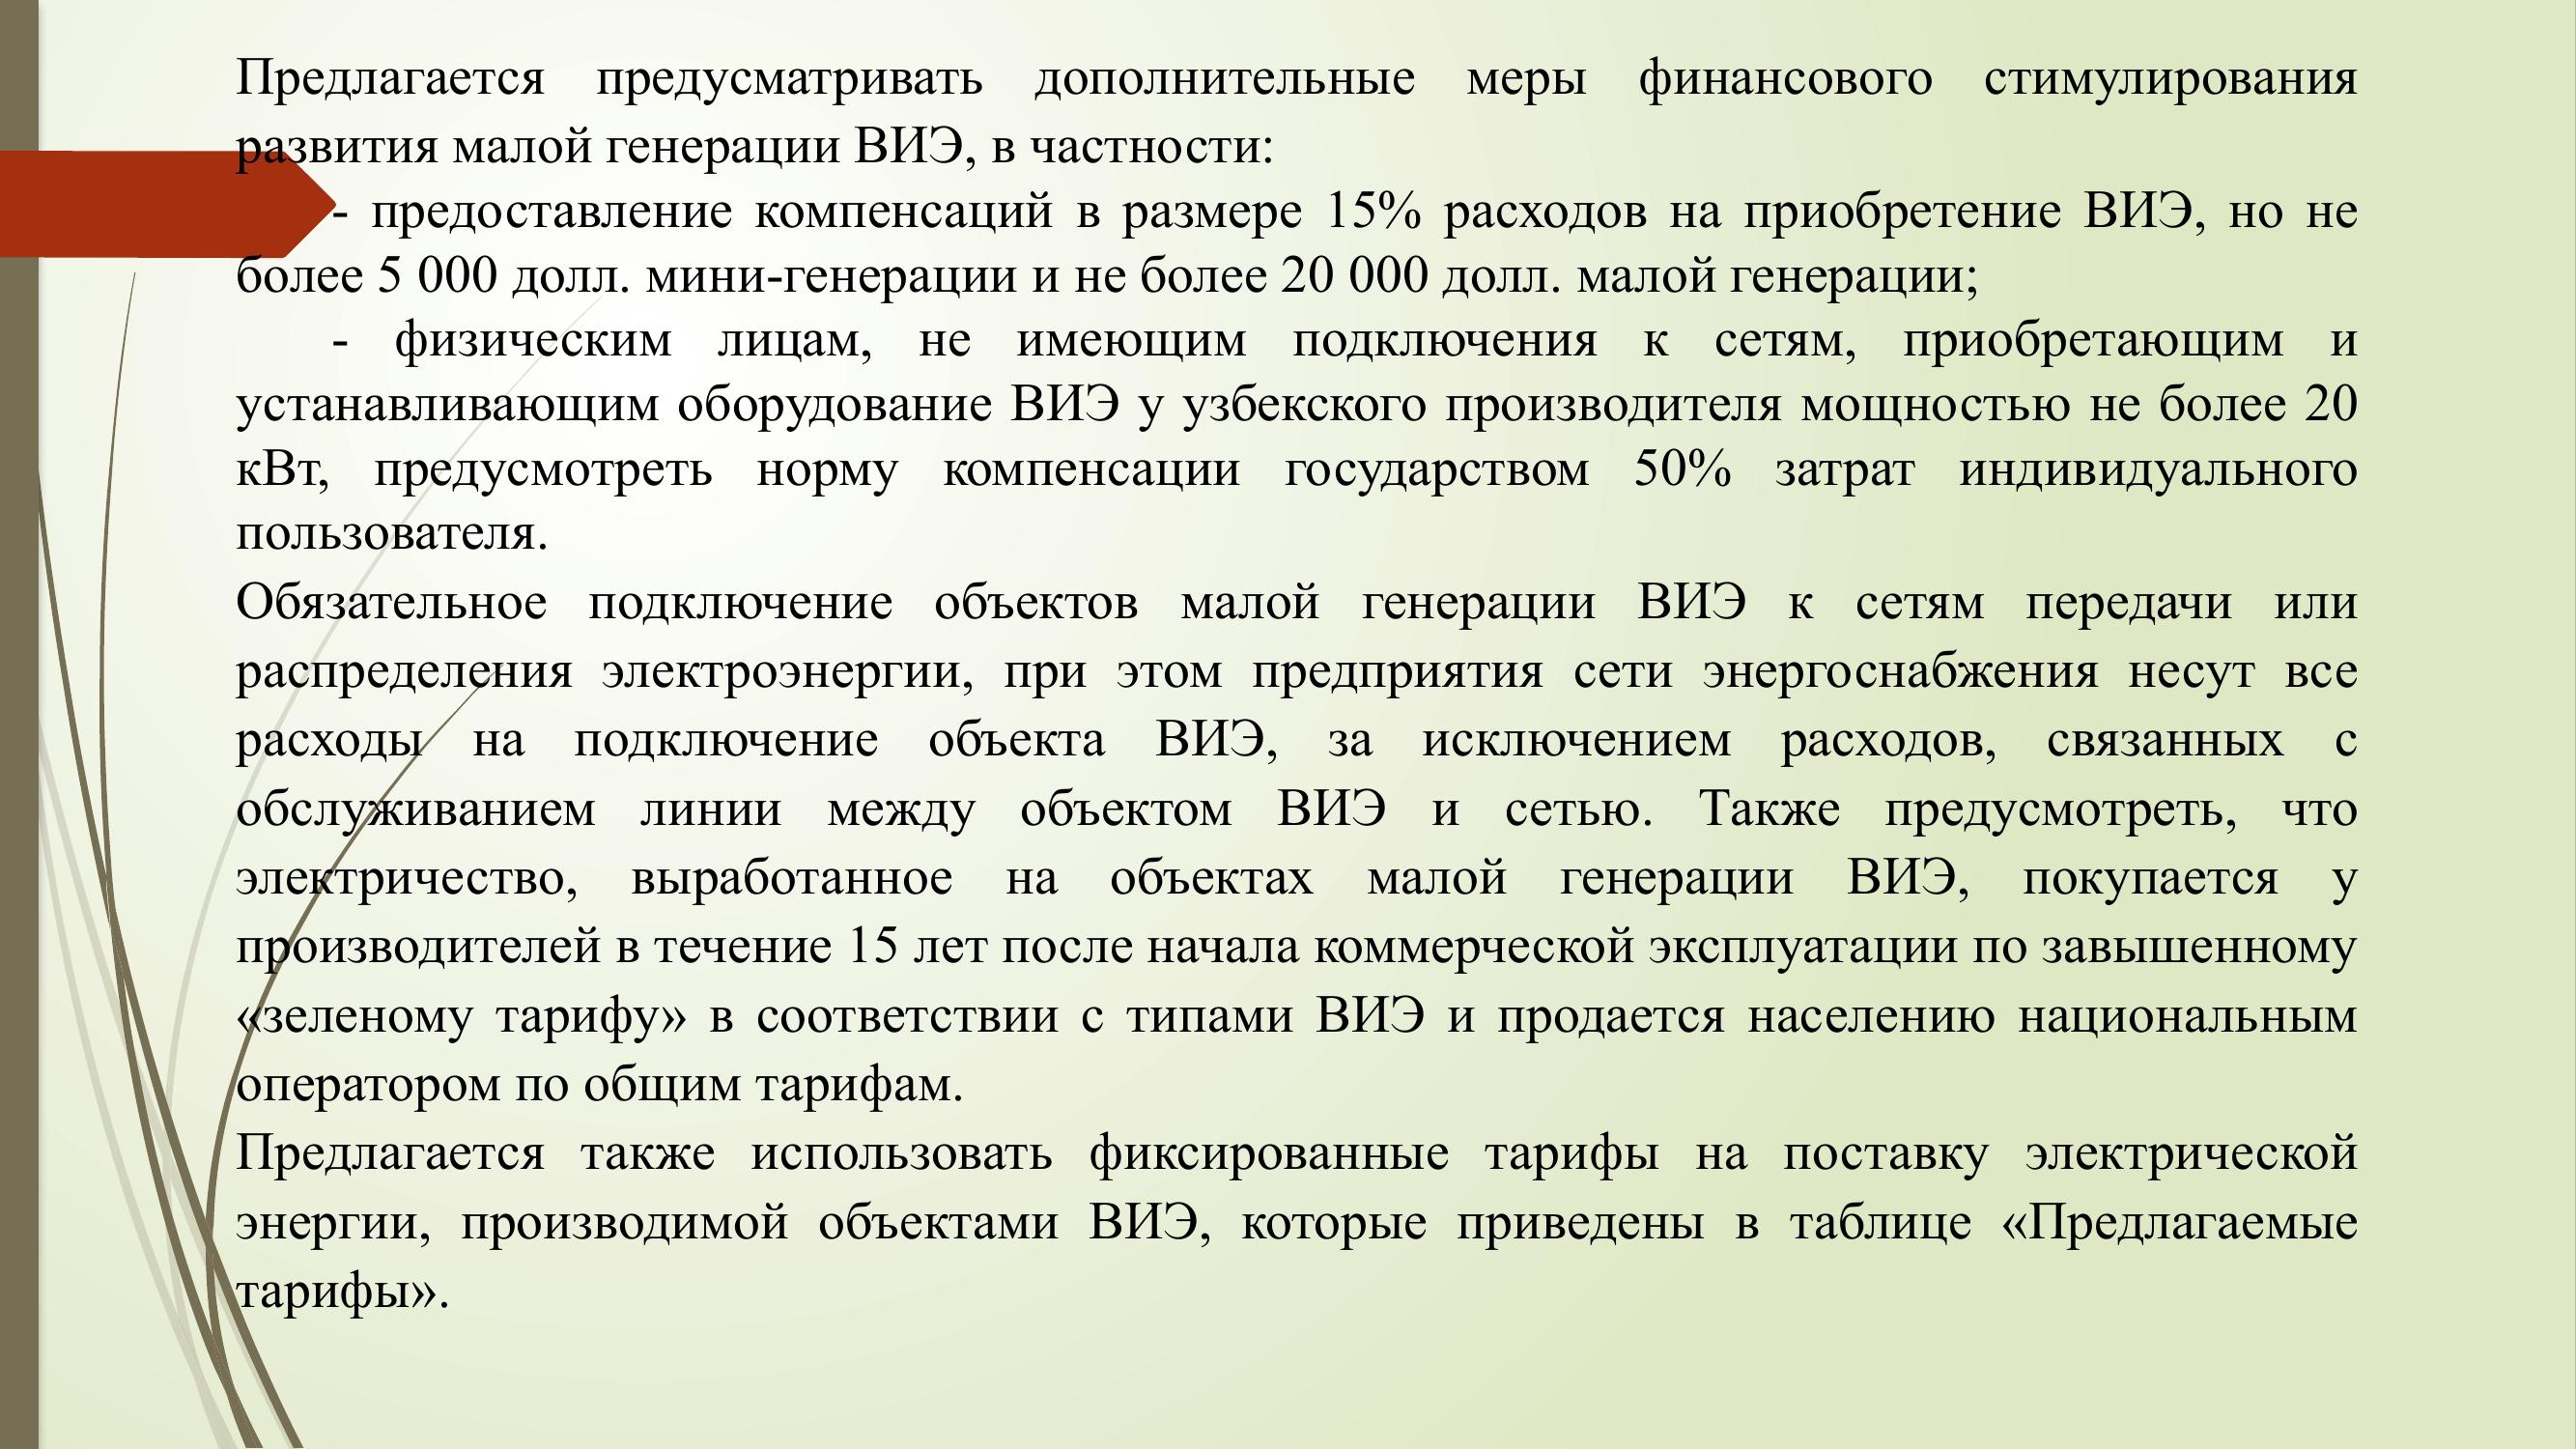 Предлагается предусматривать дополнительные меры финансового стимулирования
развития малой генерации ВИЭ, в частности:
- предоставление компенсаций в размере 15% расходов на приобретение ВИЭ, но не
более 5 000 долл. мини-генерации и не более 20 000 долл. малой генерации;
- физическим лицам, не имеющим подключения к сетям, приобретающим и
устанавливающим оборудование ВИЭ у узбекского производителя мощностью не более 20
кВт, предусмотреть норму компенсации государством 50% затрат индивидуального
пользователя.
Обязательное подключение объектов малой генерации ВИЭ к сетям передачи или
распределения электроэнергии, при этом предприятия сети энергоснабжения несут все
расходы на подключение объекта ВИЭ, за исключением расходов, связанных с
обслуживанием линии между объектом ВИЭ и сетью. Также предусмотреть, что
электричество, выработанное на объектах малой генерации ВИЭ, покупается у
производителей в течение 15 лет после начала коммерческой эксплуатации по завышенному
«зеленому тарифу» в соответствии с типами ВИЭ и продается населению национальным
оператором по общим тарифам.
Предлагается также использовать фиксированные тарифы на поставку электрической
энергии, производимой объектами ВИЭ, которые приведены в таблице «Предлагаемые
тарифы».